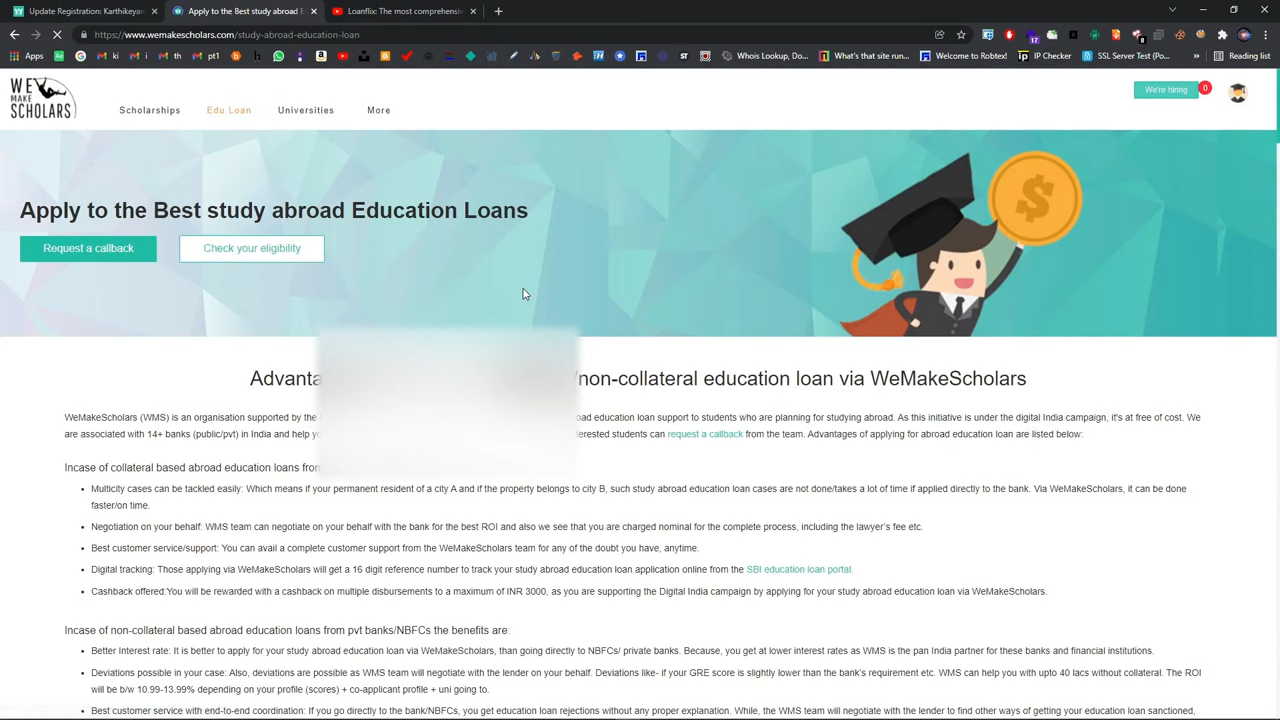 Update Registration: Karthikeyan
Apply to the Best study abroad E
Loanflix: The most comprehensive
https://www.wemakescholars.com/study-abroad-education-loan
Apps
ki
i
th
pt1
Whois Lookup, Do...
What's that site run...
Welcome to Robtex!
IP Checker
SSL Server Test (Po...
Reading list
WE MAKE SCHOLARS
Scholarships
Edu Loan
Universities
More
We're hiring
0
Apply to the Best study abroad Education Loans
Request a callback
Check your eligibility
Advanta /non-collateral education loan via WeMakeScholars
WeMakeScholars (WMS) is an organisation supported by the oad education loan support to students who are planning for studying abroad. As this initiative is under the digital India campaign, it's at free of cost. We
are associated with 14+ banks (public/pvt) in India and help terested students can request a callback from the team. Advantages of applying for abroad education loan are listed below:
Incase of collateral based abroad education loans from
• Multicity cases can be tackled easily: Which means if your permanent resident of a city A and if the property belongs to city B, such study abroad education loan cases are not done/takes a lot of time if applied directly to the bank. Via WeMakeScholars, it can be done
faster/on time.
• Negotiation on your behalf: WMS team can negotiate on your behalf with the bank for the best ROI and also we see that you are charged nominal for the complete process, including the lawyer's fee etc.
• Best customer service/support: You can avail a complete customer support from the WeMakeScholars team for any of the doubt you have, anytime.
• Digital tracking: Those applying via WeMakeScholars will get a 16 digit reference number to track your study abroad education loan application online from the SBI education loan portal.
• Cashback offered:You will be rewarded with a cashback on multiple disbursements to a maximum of INR 3000, as you are supporting the Digital India campaign by applying for your study abroad education loan via WeMakeScholars.
Incase of non-collateral based abroad education loans from pvt banks/NBFCs the benefits are:
• Better Interest rate: It is better to apply for your study abroad education loan via WeMakeScholars, than going directly to NBFCs/ private banks. Because, you get at lower interest rates as WMS is the pan India partner for these banks and financial institutions.
• Deviations possible in your case: Also, deviations are possible as WMS team will negotiate with the lender on your behalf. Deviations like- if your GRE score is slightly lower than the bank's requirement etc. WMS can help you with upto 40 lacs without collateral. The ROI
will be b/w 10.99-13.99% depending on your profile (scores) + co-applicant profile + uni going to.
• Best customer service with end-to-end coordination: If you go directly to the bank/NBFCs, you get education loan rejections without any proper explanation. While, the WMS team will negotiate with the lender to find other ways of getting your education loan sanctioned,